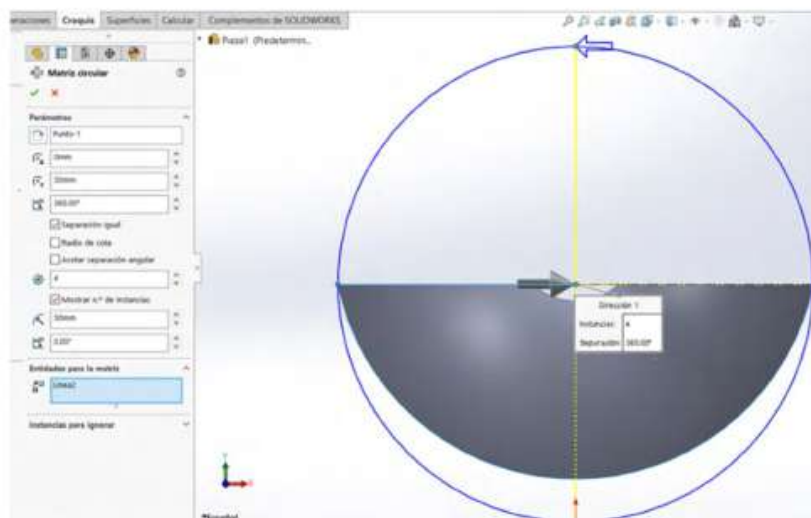 Croquis Superficies Calcular Complementos de SOLIDWORKS
Pieza1 (Predetermin...
Matriz circular
Parámetros
Punto-1
0mm
360.00°
Separación igual
Radio de cota
Acotar separación angular
4
Mostrar n.º de instancias
0.00°
Entidades para la matriz
Línea2
Instancias para ignorar
Dirección 1
Instancias: 4
Separación: 360.00°
Y
X